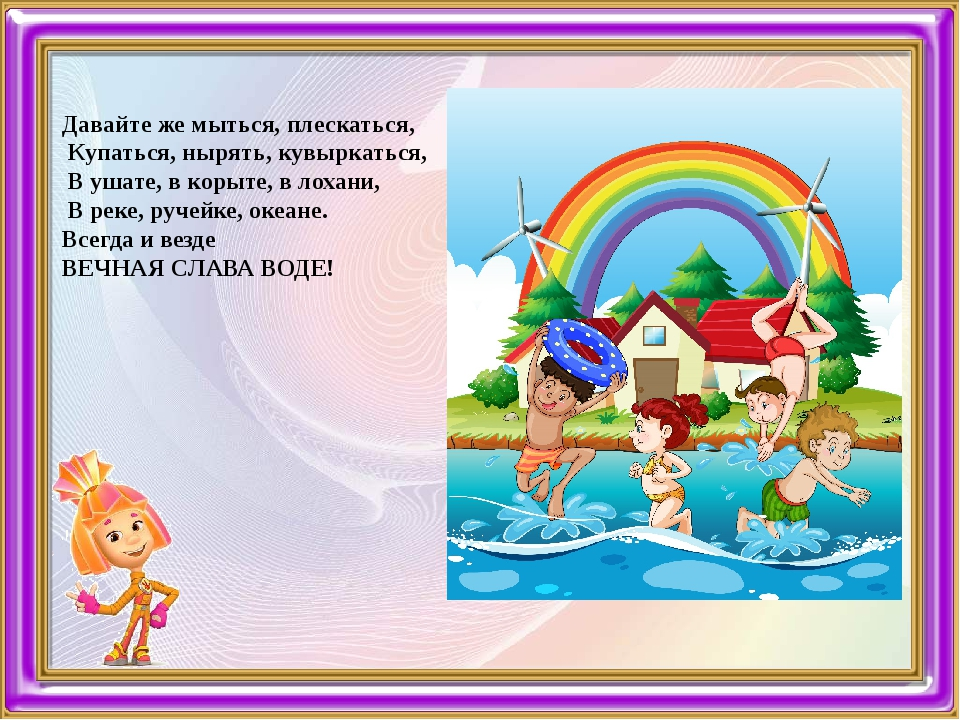 Давайте же мыться, плескаться,
Купаться, нырять, кувыркаться,
В ушате, в корыте, в лохани,
В реке, ручейке, океане.
Всегда и везде
ВЕЧНАЯ СЛАВА ВОДЕ!